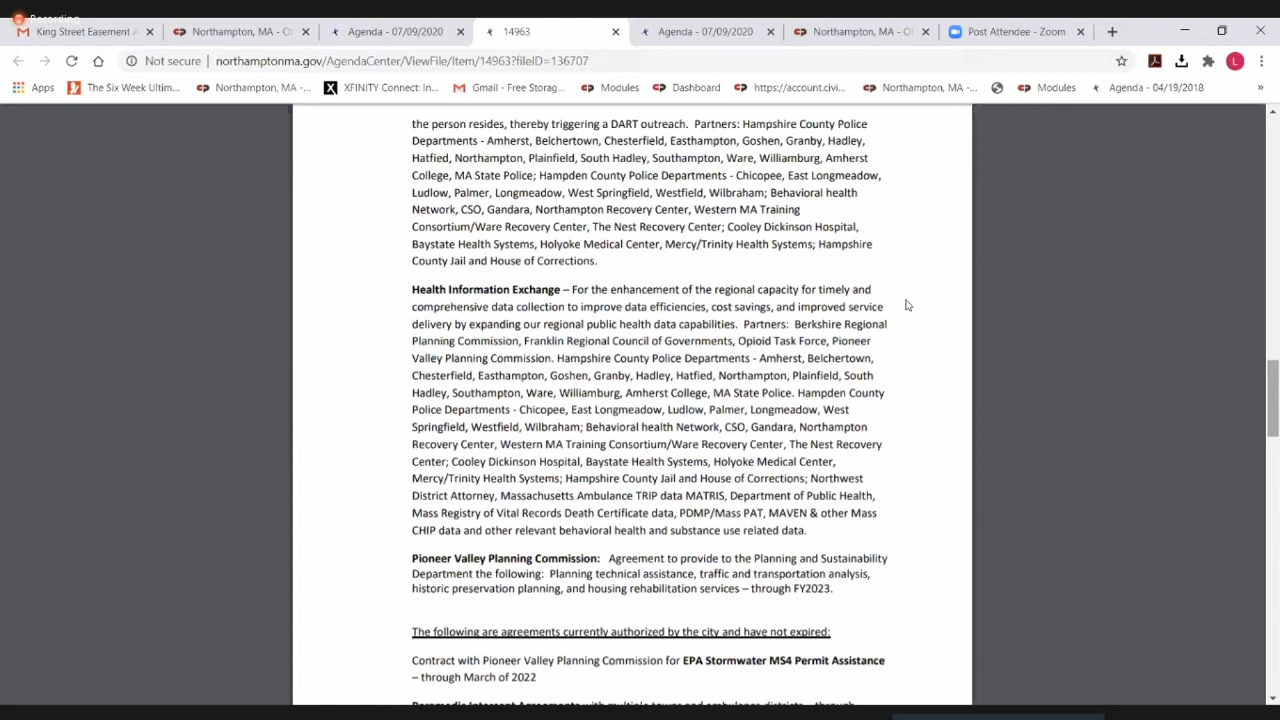 Recording
King Street Easement A
Northampton, MA - O
Agenda - 07/09/2020
14963
Agenda - 07/09/2020
Northampton, MA - O
Post Attendee - Zoom
Not secure
northamptonma.gov/AgendaCenter/ViewFile/Item/14963?fileID=136707
L
Apps
The Six Week Ultim...
Northampton, MA -...
XFINITY Connect: In...
Gmail - Free Storag...
Modules
Dashboard
https://account.civi...
Northampton, MA -...
Modules
Agenda - 04/19/2018
the person resides, thereby triggering a DART outreach. Partners: Hampshire County Police
Departments - Amherst, Belchertown, Chesterfield, Easthampton, Goshen, Granby, Hadley,
Hatfied, Northampton, Plainfield, South Hadley, Southampton, Ware, Williamburg, Amherst
College, MA State Police; Hampden County Police Departments - Chicopee, East Longmeadow,
Ludlow, Palmer, Longmeadow, West Springfield, Westfield, Wilbraham; Behavioral health
Network, CSO, Gandara, Northampton Recovery Center, Western MA Training
Consortium/Ware Recovery Center, The Nest Recovery Center; Cooley Dickinson Hospital,
Baystate Health Systems, Holyoke Medical Center, Mercy/Trinity Health Systems; Hampshire
County Jail and House of Corrections.
Health Information Exchange – For the enhancement of the regional capacity for timely and
comprehensive data collection to improve data efficiencies, cost savings, and improved service
delivery by expanding our regional public health data capabilities. Partners: Berkshire Regional
Planning Commission, Franklin Regional Council of Governments, Opioid Task Force, Pioneer
Valley Planning Commission. Hampshire County Police Departments - Amherst, Belchertown,
Chesterfield, Easthampton, Goshen, Granby, Hadley, Hatfied, Northampton, Plainfield, South
Hadley, Southampton, Ware, Williamburg, Amherst College, MA State Police. Hampden County
Police Departments - Chicopee, East Longmeadow, Ludlow, Palmer, Longmeadow, West
Springfield, Westfield, Wilbraham; Behavioral health Network, CSO, Gandara, Northampton
Recovery Center, Western MA Training Consortium/Ware Recovery Center, The Nest Recovery
Center; Cooley Dickinson Hospital, Baystate Health Systems, Holyoke Medical Center,
Mercy/Trinity Health Systems; Hampshire County Jail and House of Corrections; Northwest
District Attorney, Massachusetts Ambulance TRIP data MATRIS, Department of Public Health,
Mass Registry of Vital Records Death Certificate data, PDMP/Mass PAT, MAVEN & other Mass
CHIP data and other relevant behavioral health and substance use related data.
Pioneer Valley Planning Commission: Agreement to provide to the Planning and Sustainability
Department the following: Planning technical assistance, traffic and transportation analysis,
historic preservation planning, and housing rehabilitation services – through FY2023.
The following are agreements currently authorized by the city and have not expired:
Contract with Pioneer Valley Planning Commission for EPA Stormwater MS4 Permit Assistance
– through March of 2022
Paramedic Intercept Agreements with multiple towns and ambulance districts – through